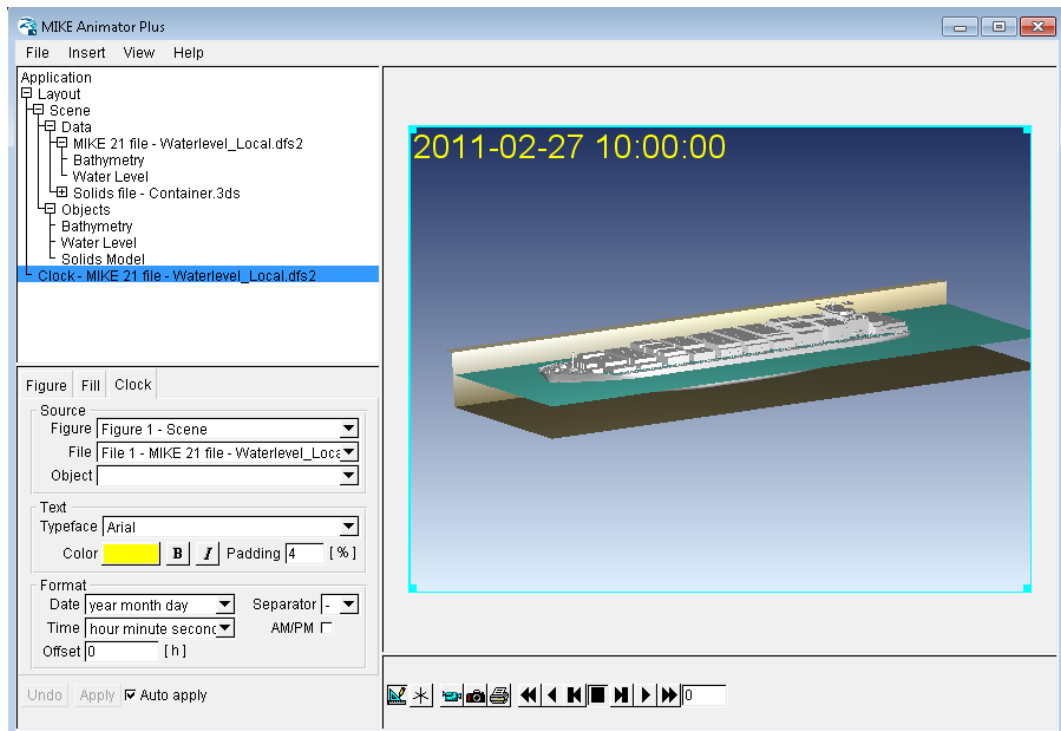 MIKE Animator Plus
File Insert View Help
Application
Layout
Scene
Data
MIKE 21 file - Waterlevel_Local.dfs2
Bathymetry
Water Level
Solids file - Container.3ds
Objects
Bathymetry
Water Level
Solids Model
Clock - MIKE 21 file - Waterlevel_Local.dfs2
2011-02-27 10:00:00
Figure Fill Clock
Source
Figure Figure 1 - Scene
File File 1 - MIKE 21 file - Waterlevel_Loca
Object
Text
Typeface Arial
Color B I Padding 4 [ % ]
Format
Date year month day Separator -
Time hour minute second AM/PM
Offset 0 [ h ]
Undo Apply Auto apply
0